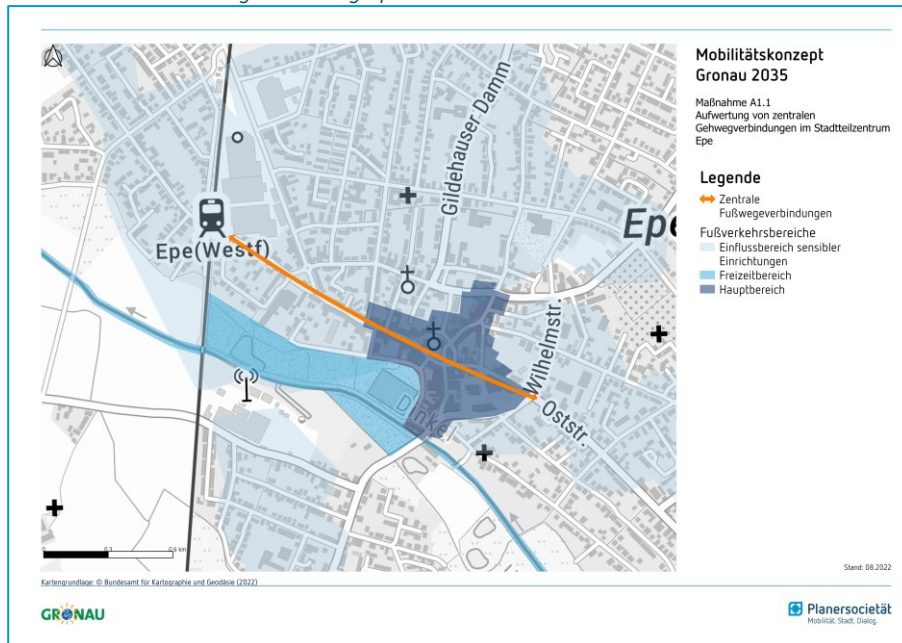 Mobilitätskonzept
Gronau 2035
Maßnahme A1.1
Aufwertung von zentralen
Gehwegverbindungen im Stadtteilzentrum
Epe
Legende
Zentrale
Fußwegeverbindungen
Fußverkehrsbereiche
Einflussbereich sensibler
Einrichtungen
Freizeitbereich
Hauptbereich
Gildehauser Damm
Epe
Epe(Westf)
Wilhelmstr.
Oststr.
Dinkel
0 0,3 0,6 km
Kartengrundlage: © Bundesamt für Kartographie und Geodäsie (2022)
Stand: 08.2022
GRONAU
Planersocietät
Mobilität. Stadt. Dialog.